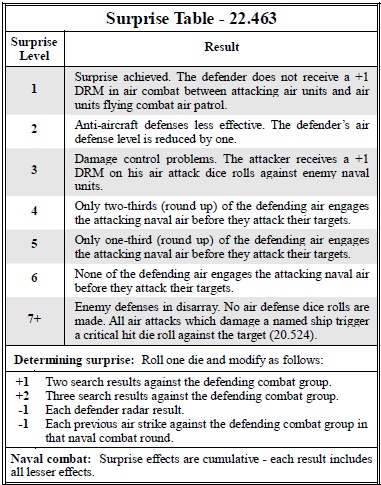 Surprise Table - 22.463
Surprise
Level
Result
1
Surprise achieved. The defender does not receive a +1
DRM in air combat between attacking air units and air
units flying combat air patrol.
2
Anti-aircraft defenses less effective. The defender's air
defense level is reduced by one.
3
Damage control problems. The attacker receives a +1
DRM on his air attack dice rolls against enemy naval
units.
4
Only two-thirds (round up) of the defending air engages
the attacking naval air before they attack their targets.
5
Only one-third (round up) of the defending air engages
the attacking naval air before they attack their targets.
6
None of the defending air engages the attacking naval air
before they attack their targets.
7+
Enemy defenses in disarray. No air defense dice rolls are
made. All air attacks which damage a named ship trigger
a critical hit die roll against the target (20.524).
Determining surprise: Roll one die and modify as follows:
+1 Two search results against the defending combat group.
+2 Three search results against the defending combat group.
-1 Each defender radar result.
-1 Each previous air strike against the defending combat group in
that naval combat round.
Naval combat: Surprise effects are cumulative - each result includes
all lesser effects.